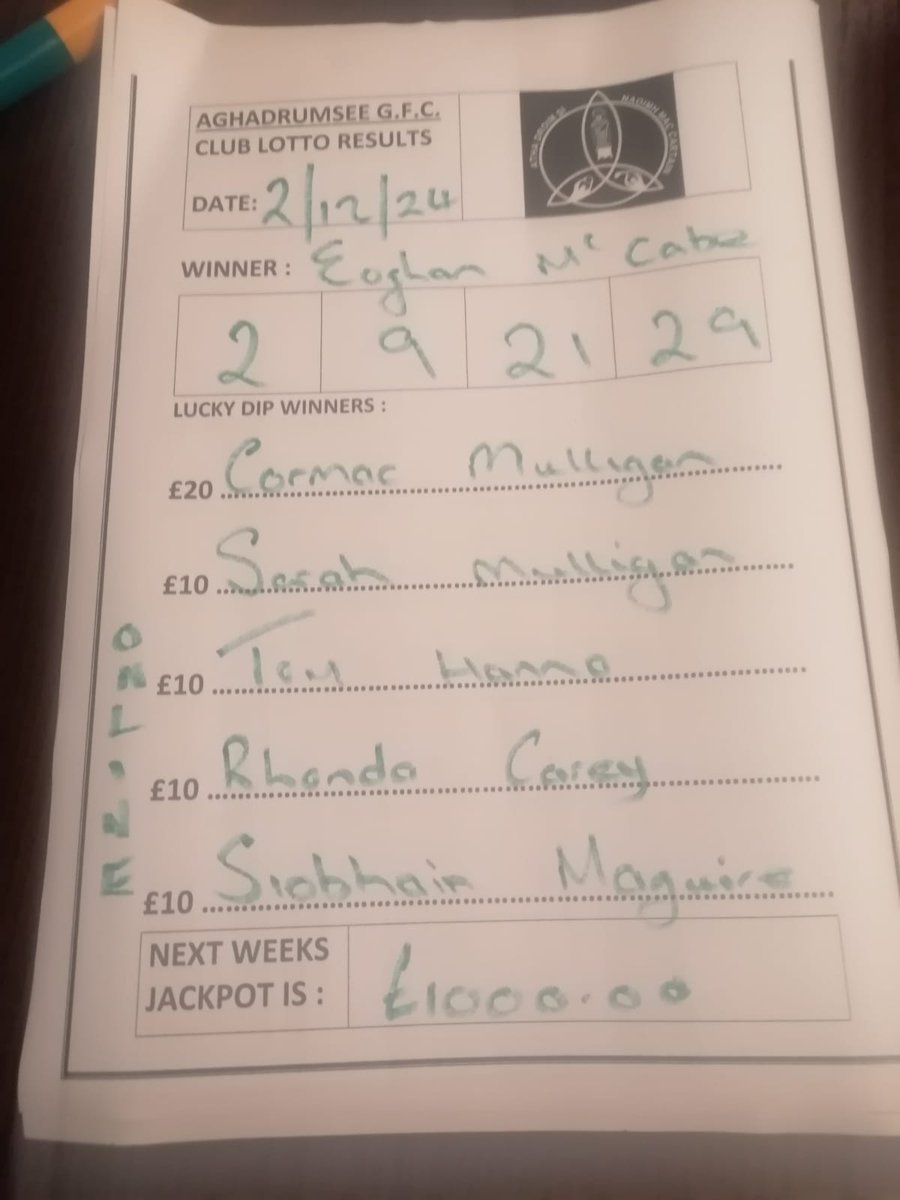 AGHADRUMSEE G.F.C.
CLUB LOTTO RESULTS
DATE: 2/12/24
WINNER : Eoghan Mc Cabe
2 9 21 29
LUCKY DIP WINNERS :
£20 Cormac Mulligan
£10 Sarah Mulligan
£10 Hanna
£10 Rhonda Carey
£10 Siobhain Maguire
ONLINE
NEXT WEEKS
JACKPOT IS :
£1000.00